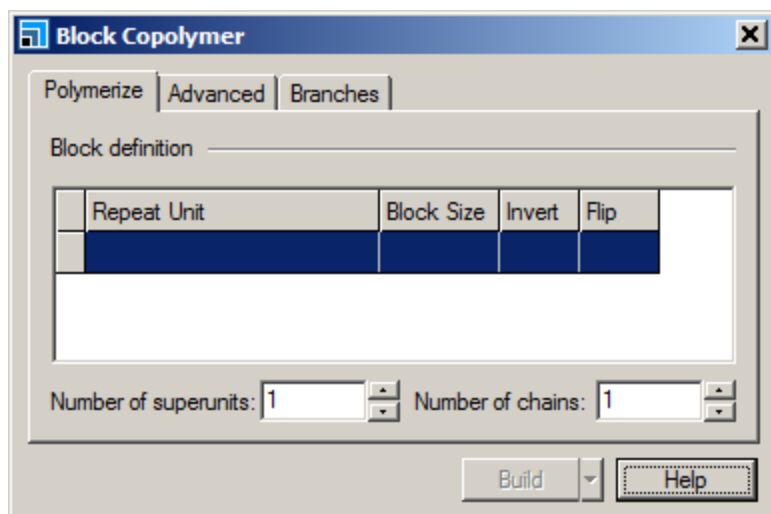 Block Copolymer
Polymerize Advanced Branches
Block definition
Repeat Unit Block Size Invert Flip
Number of superunits: 1 Number of chains: 1
Build Help